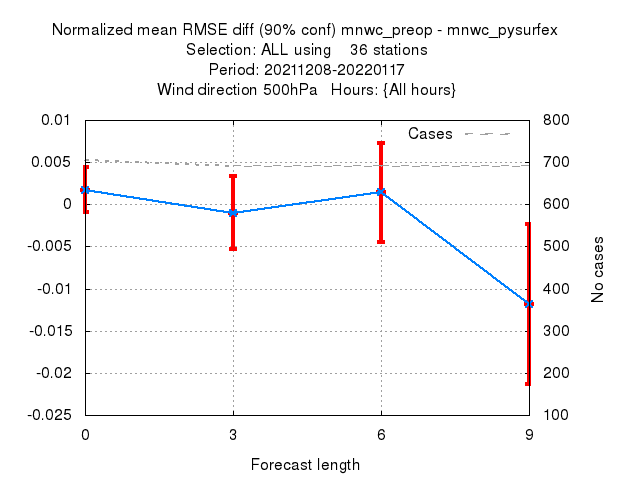 Normalized mean RMSE diff (90% conf) mnwc_preop - mnwc_pysurfex
Selection: ALL using    36 stations
Period: 20211208-20220117
Wind direction 500hPa   Hours: {All hours}
Cases
0.01
0.005
0
-0.005
-0.01
-0.015
-0.02
-0.025
800
700
600
500
400
300
200
100
No cases
0 3 6 9
Forecast length